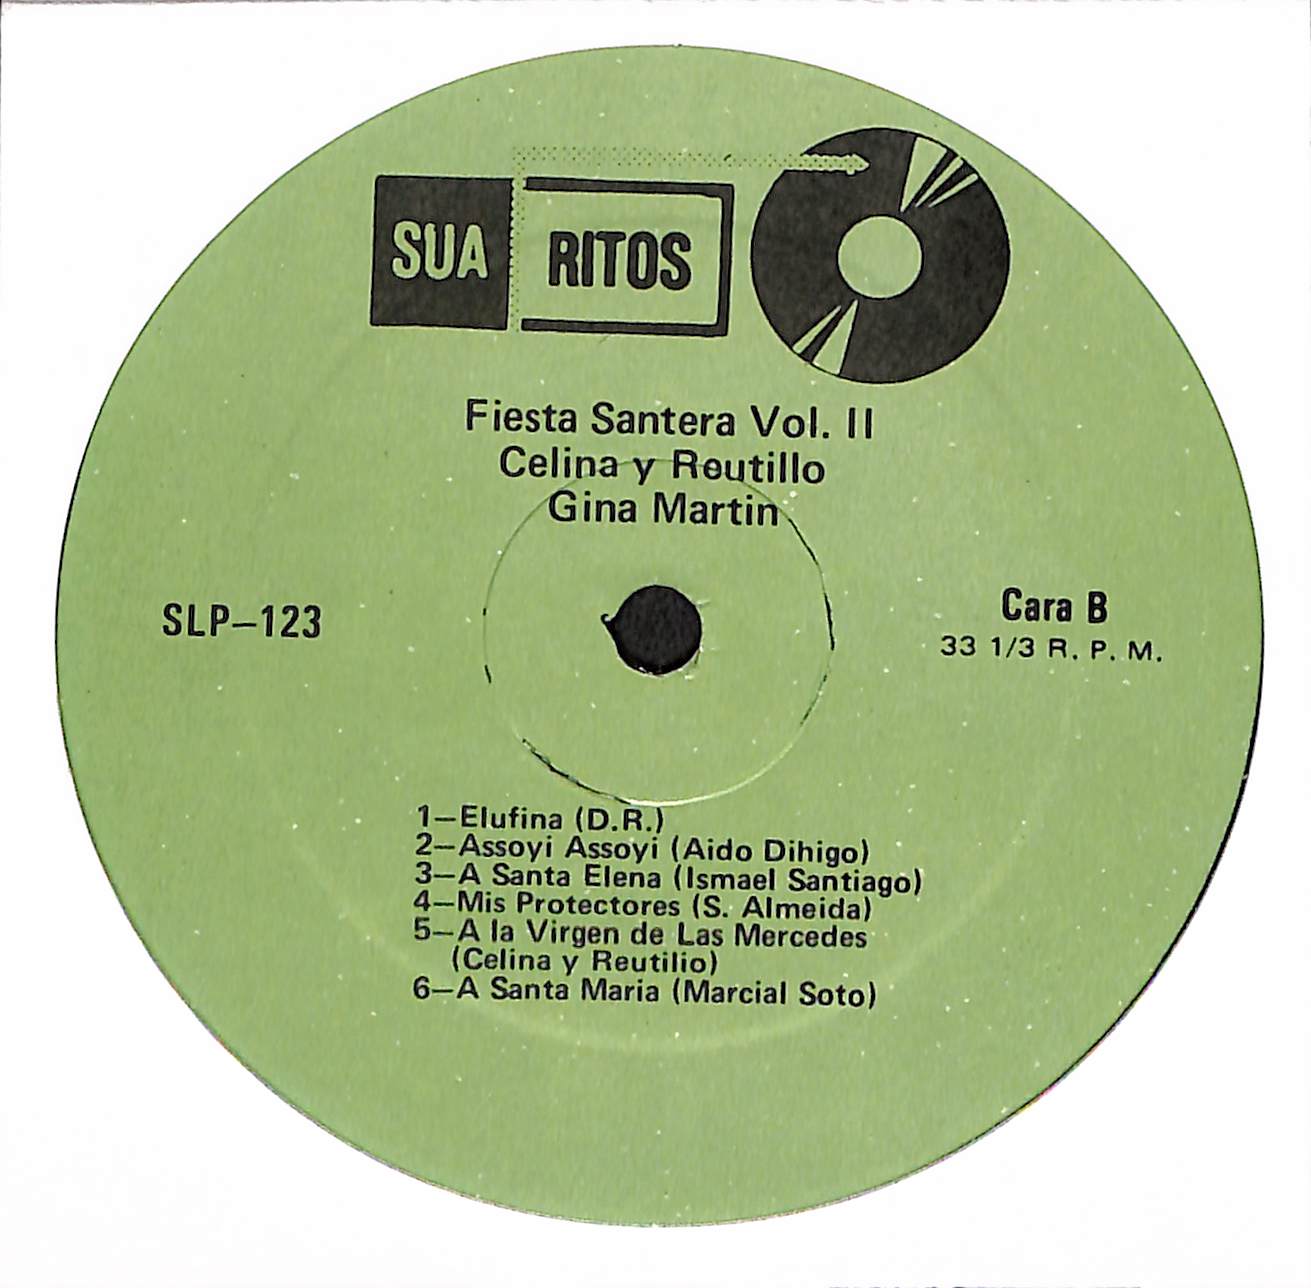 SUA RITOS
Fiesta Santera Vol. II
Celina y Reutillo
Gina Martin
SLP-123
Cara B
33 1/3 R. P. M.
1-Elufina (D.R.)
2-Assoyi Assoyi (Aido Dihigo)
3-A Santa Elena (Ismael Santiago)
4-Mis Protectores (S. Almeida)
5-A la Virgen de Las Mercedes
(Celina y Reutilio)
6-A Santa Maria (Marcial Soto)